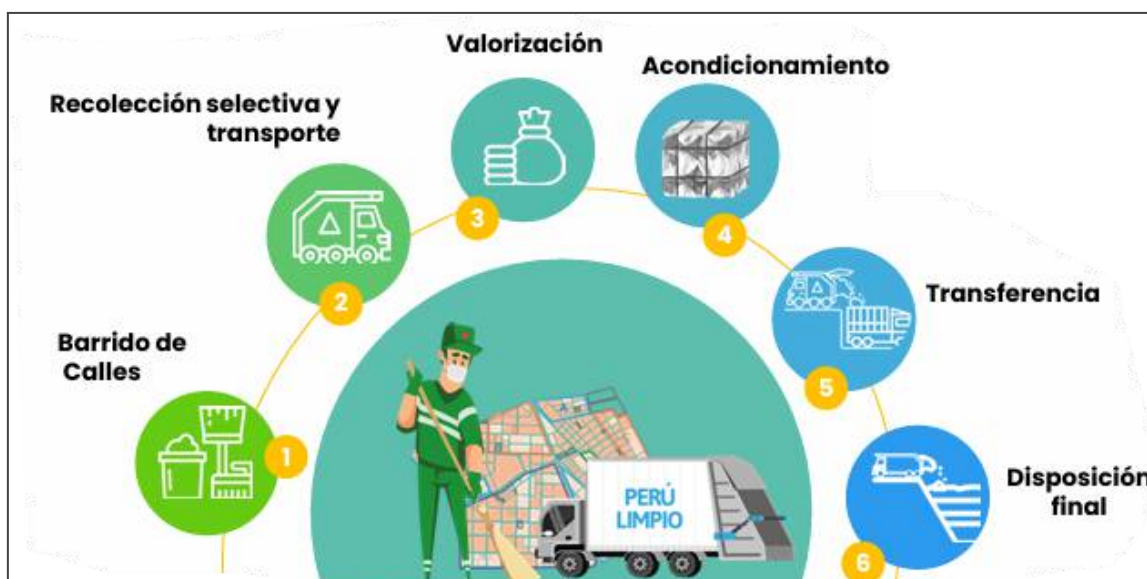 Valorización
Acondicionamiento
Recolección selectiva y
transporte
3
4
2
Transferencia
Barrido de
Calles
5
1
Disposición
final
PERÚ
LIMPIO
6